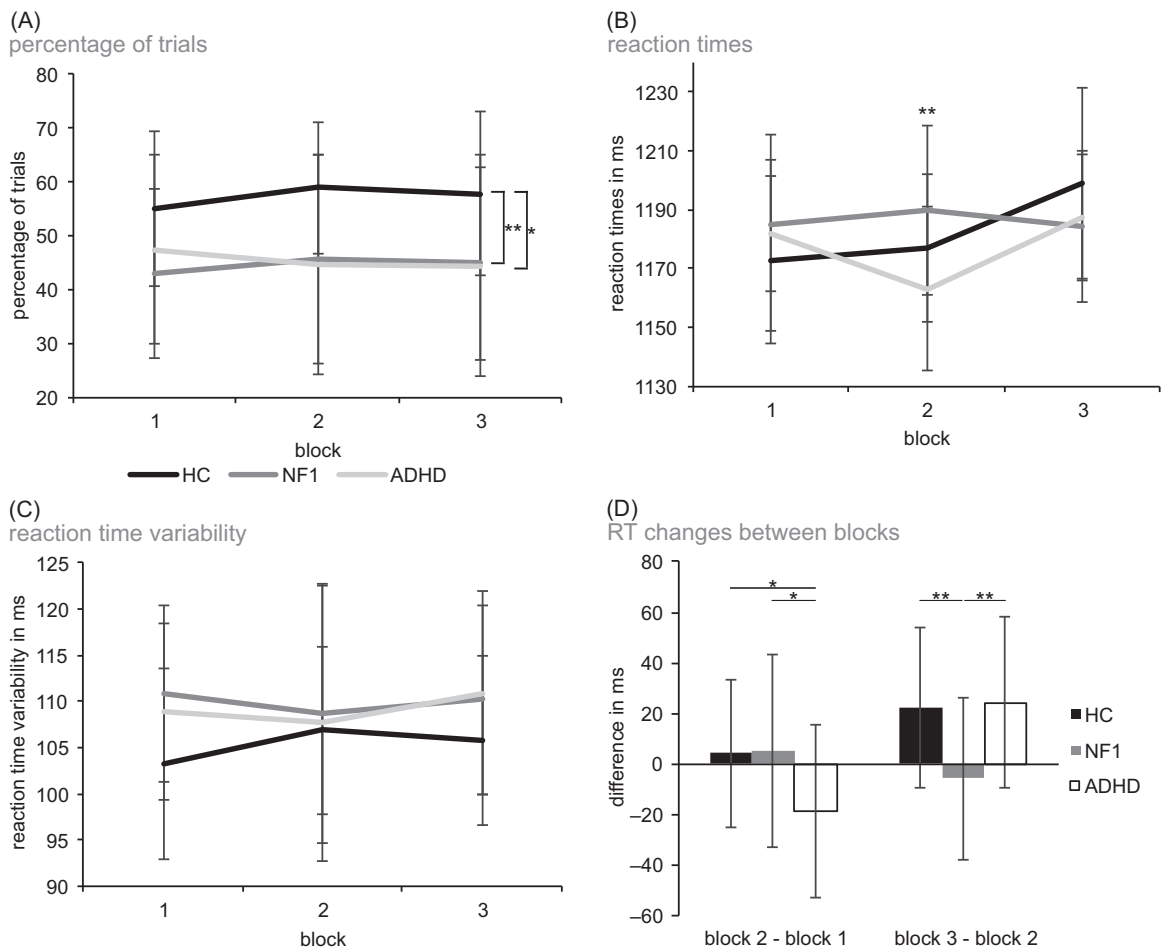 (A)
percentage of trials
80
70
60
50
40
30
20
percentage of trials
** *
1 2 3
block
HC NF1 ADHD
(B)
reaction times
1230
1210
1190
1170
1150
1130
reaction times in ms
**
1 2 3
block
(C)
reaction time variability
125
120
115
110
105
100
95
90
reaction time variability in ms
1 2 3
block
(D)
RT changes between blocks
80
60
40
20
0
–20
–40
–60
difference in ms
*
*
** **
HC
NF1
ADHD
block 2 - block 1 block 3 - block 2